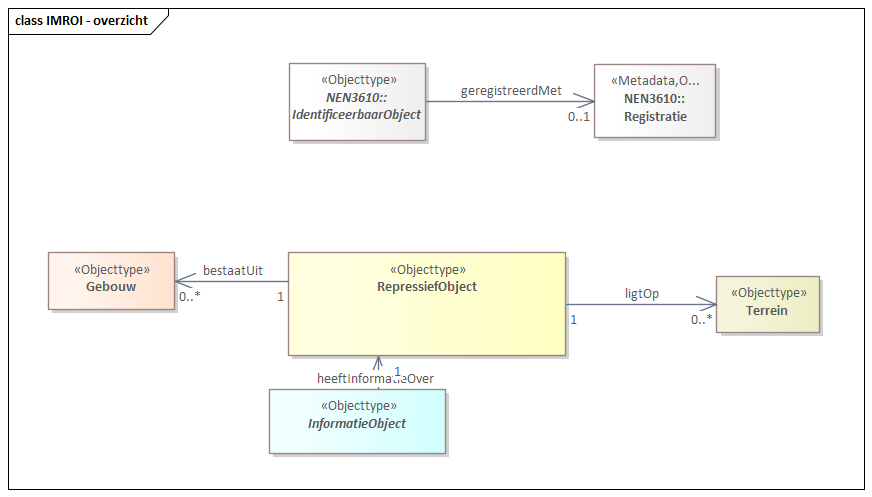 class IMROI - overzicht
«Objecttype»
NEN3610::
IdentificeerbaarObject
geregistreerdMet
0..1
«Metadata,O...
NEN3610::
Registratie
«Objecttype»
Gebouw
bestaatUit
0..*
1
«Objecttype»
RepressiefObject
ligtOp
1
0..*
«Objecttype»
Terrein
1
heeftInformatieOver
«Objecttype»
InformatieObject